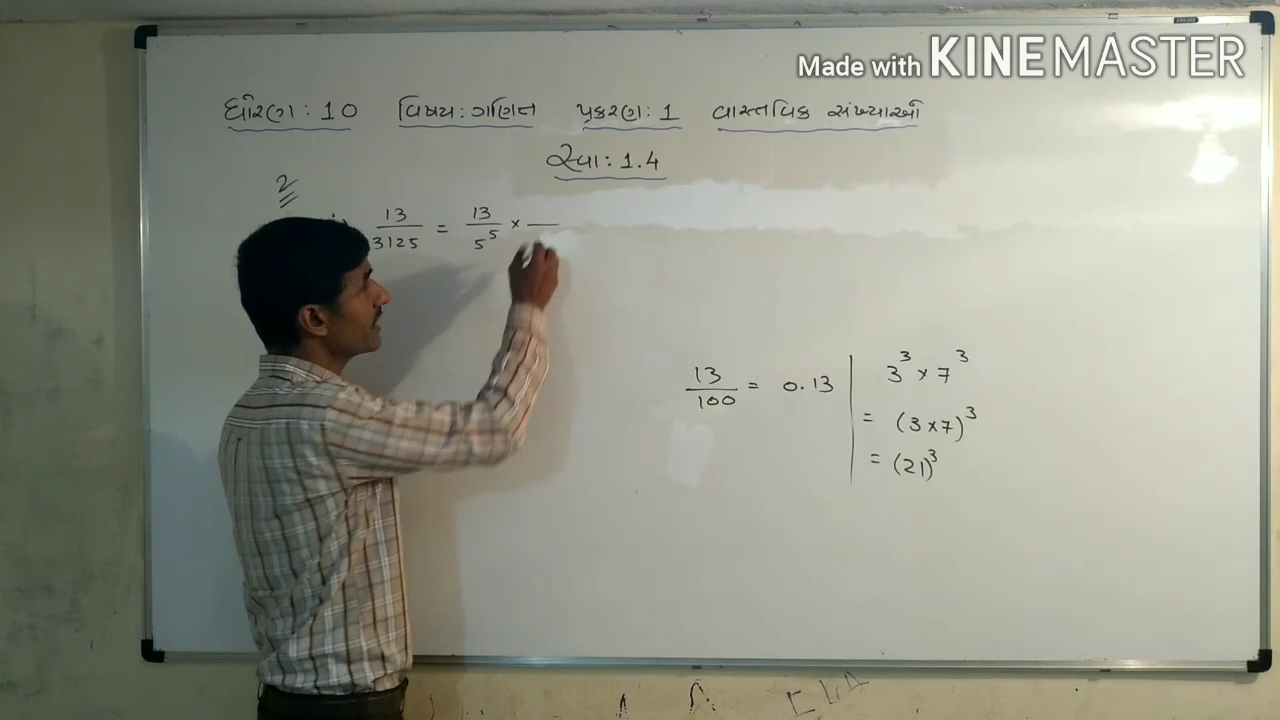 Made with KINEMASTER
ધોરણ : 10 વિષય : ગણિત પ્રકરણ : 1 વાસ્તવિક સંખ્યાઓ
સ્વા : 1.4
2
13/3125 = 13/5⁵ × —
13/100 = 0.13
3³ × 7³
= (3 × 7)³
= (21)³